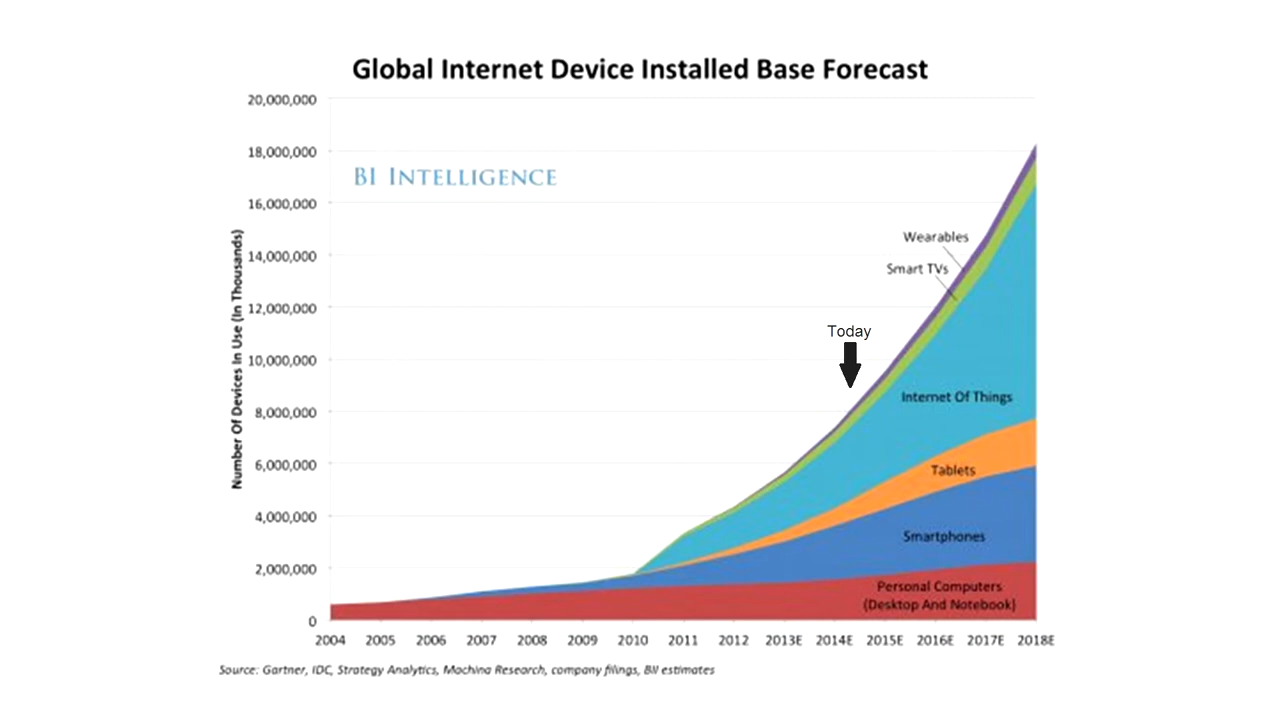 Global Internet Device Installed Base Forecast
Number Of Devices In Use (In Thousands)
20,000,000
18,000,000
16,000,000
14,000,000
12,000,000
10,000,000
8,000,000
6,000,000
4,000,000
2,000,000
0
BI INTELLIGENCE
Wearables
Smart TVs
Today
Internet Of Things
Tablets
Smartphones
Personal Computers
(Desktop And Notebook)
2004 2005 2006 2007 2008 2009 2010 2011 2012 2013E 2014E 2015E 2016E 2017E 2018E
Source: Gartner, IDC, Strategy Analytics, Machina Research, company filings, BII estimates